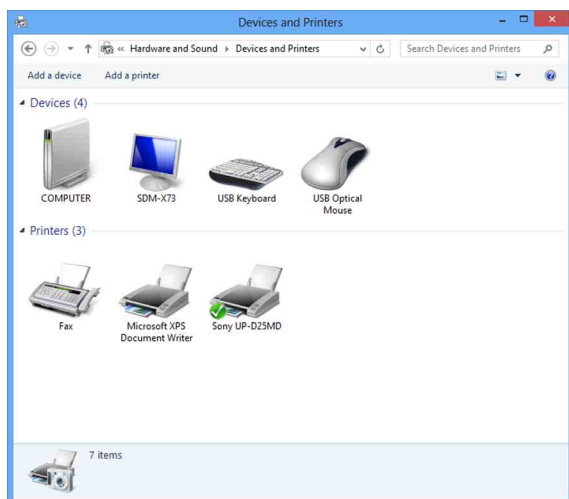 Devices and Printers
« Hardware and Sound Devices and Printers
Search Devices and Printers
Add a device Add a printer
Devices (4)
COMPUTER SDM-X73 USB Keyboard USB Optical
Mouse
Printers (3)
Fax Microsoft XPS Sony UP-D25MD
Document Writer
7 items